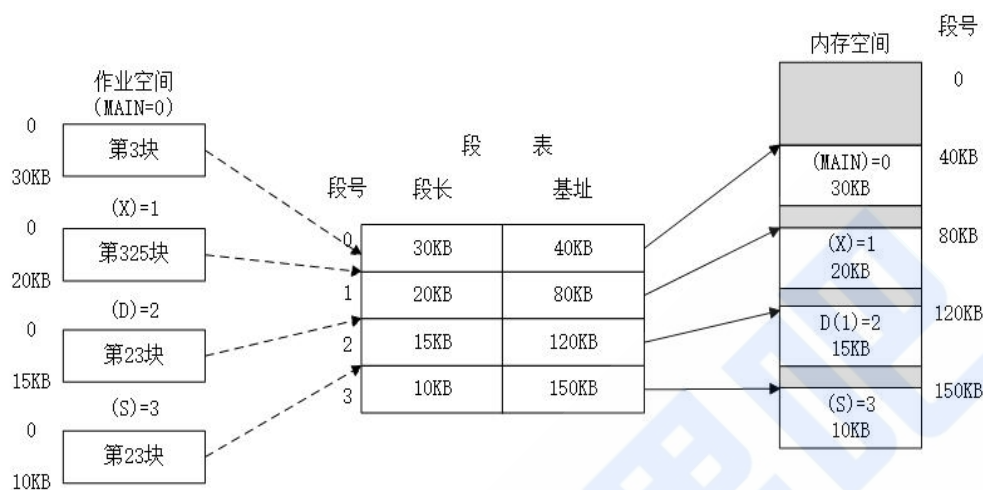 作业空间
(MAIN=0)
0
第3块
30KB
(X)=1
0
第325块
20KB
(D)=2
0
第23块
15KB
(S)=3
0
第23块
10KB
段 表
段号 段长 基址
0 30KB 40KB
1 20KB 80KB
2 15KB 120KB
3 10KB 150KB
内存空间 段号
0
40KB
(MAIN)=0
30KB
80KB
(X)=1
20KB
120KB
D(1)=2
15KB
150KB
(S)=3
10KB